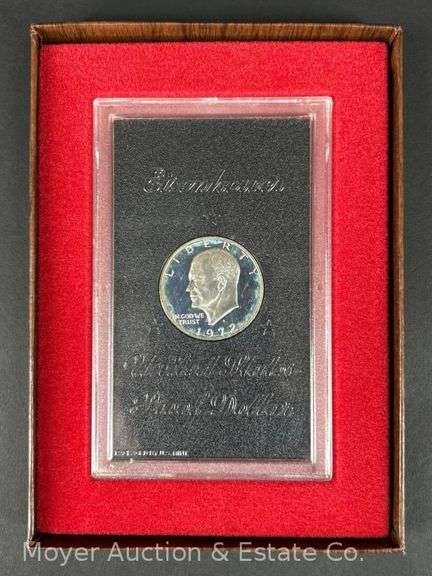 Eisenhower
LIBERTY
IN GOD WE
TRUST
1972
United States
Proof Dollar
Moyer Auction & Estate Co.